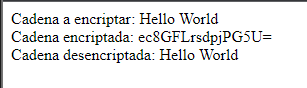 Cadena a encriptar: Hello World
Cadena encriptada: ec8GFLrsdpjPG5U=
Cadena desencriptada: Hello World